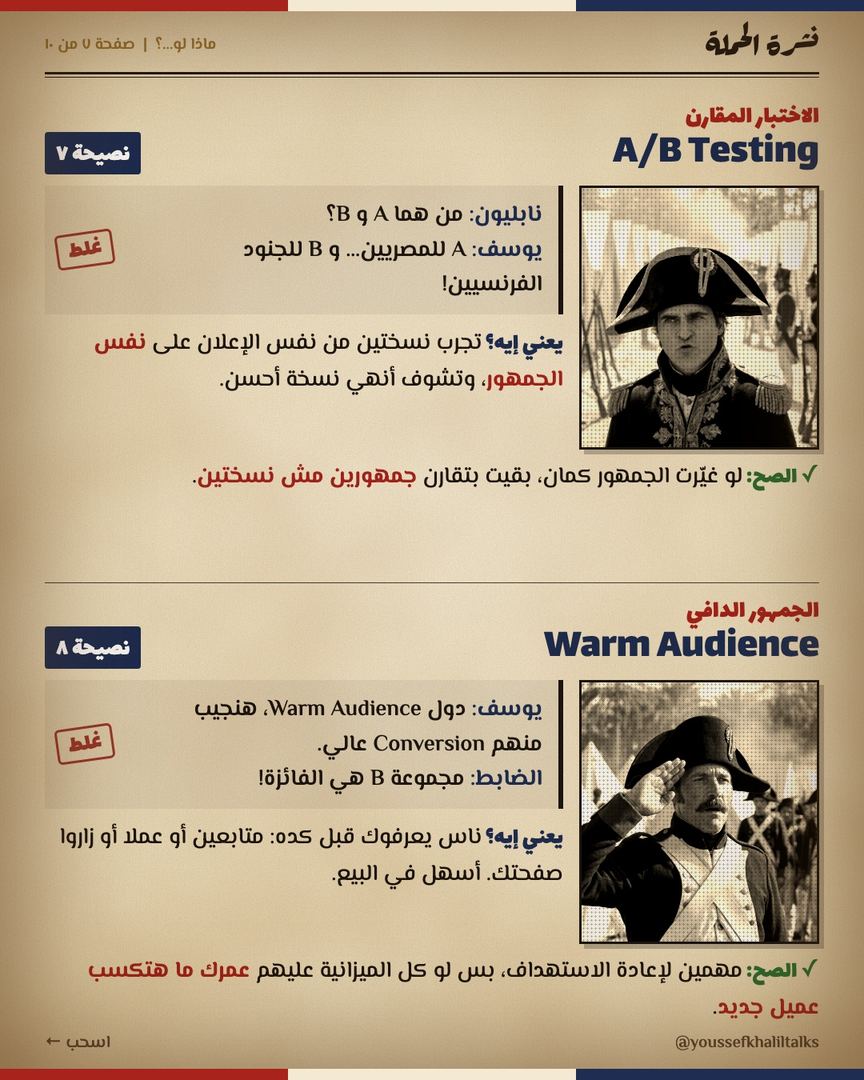 نشرة الحملة
ماذا لو...؟ | صفحة ٧ من ١٠
الاختبار المقارن
A/B Testing
نصيحة ٧
نابليون: من هما A و B؟
يوسف: A للمصريين... و B للجنود
الفرنسيين!
غلط
يعني إيه؟ تجرب نسختين من نفس الإعلان على نفس
الجمهور، وتشوف أنهي نسخة أحسن.
✓ الصح: لو غيّرت الجمهور كمان، بقيت بتقارن جمهورين مش نسختين.
الجمهور الدافي
Warm Audience
نصيحة ٨
يوسف: دول Warm Audience، هنجيب
منهم Conversion عالي.
الضابط: مجموعة B هي الفائزة!
غلط
يعني إيه؟ ناس يعرفوك قبل كده: متابعين أو عملا أو زاروا
صفحتك. أسهل في البيع.
✓ الصح: مهمين لإعادة الاستهداف، بس لو كل الميزانية عليهم عمرك ما هتكسب
عميل جديد.
@youssefkhaliltalks
اسحب ←